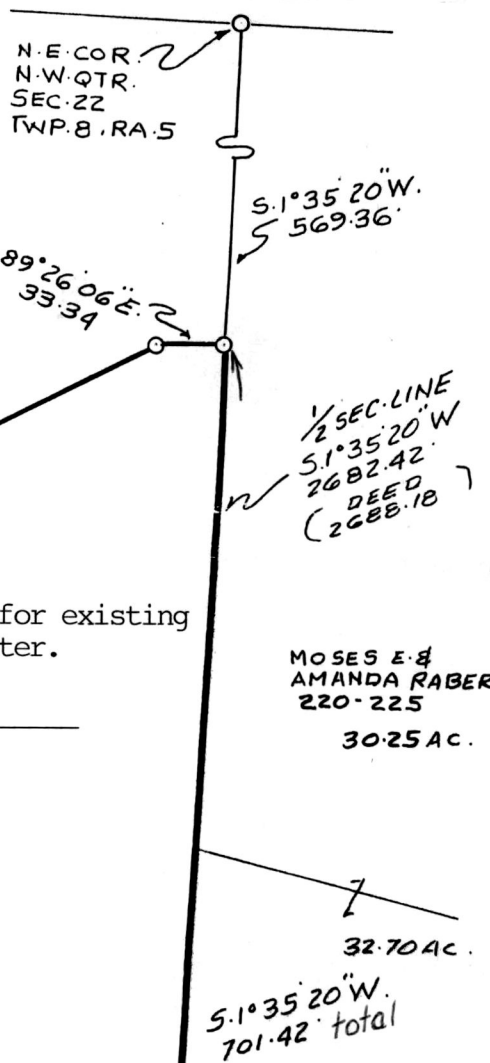 N.E.COR.
N.W.QTR.
SEC.22
TWP.8.RA.5
S.1°35'20"W.
569.36'
89°26'06"E.
33.34
1/2 SEC.LINE
S.1°35'20"W
2682.42'
( DEED )
2688.18
for existing
ter.
MOSES E.&
AMANDA RABER
220-225
30.25 AC.
32.70 AC.
S.1°35'20"W.
701.42' total